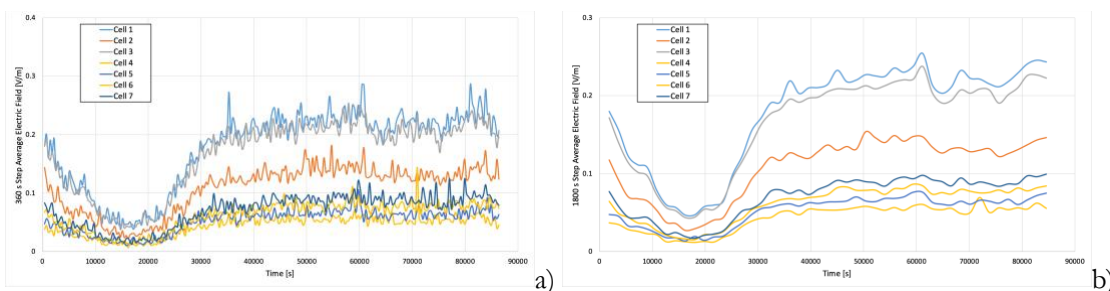 0.4
0.3
0.2
0.1
0
360 s Step Average Electric Field [V/m]
Cell 1
Cell 2
Cell 3
Cell 4
Cell 5
Cell 6
Cell 7
0 10000 20000 30000 40000 50000 60000 70000 80000 90000
Time [s]
a)
0.3
0.2
0.1
0
1800 s Step Average Electric Field [V/m]
Cell 1
Cell 2
Cell 3
Cell 4
Cell 5
Cell 6
Cell 7
0 10000 20000 30000 40000 50000 60000 70000 80000 90000
Time [s]
b)